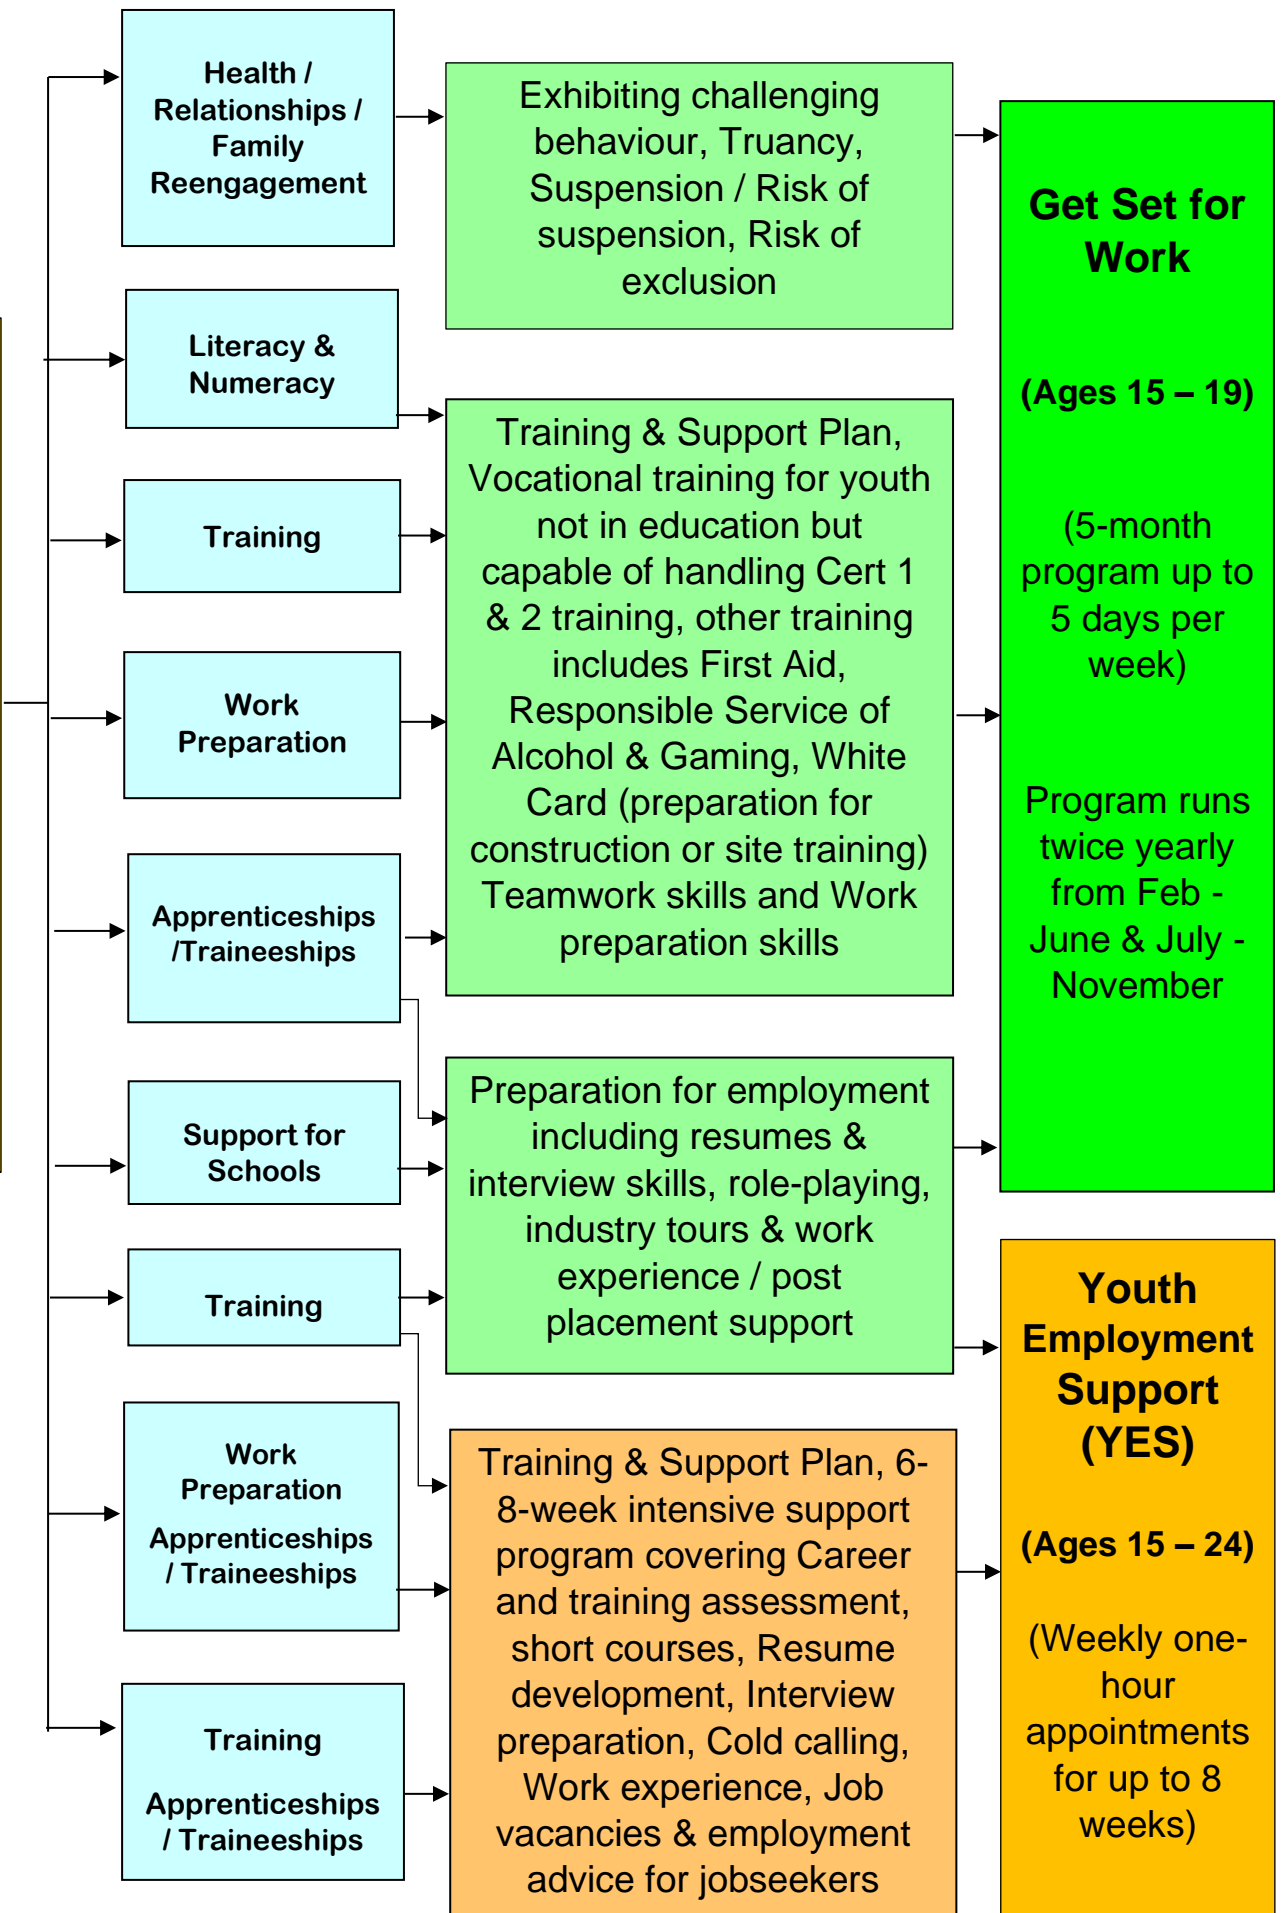 Health /
Relationships /
Family
Reengagement
Literacy &
Numeracy
Training
Work
Preparation
Apprenticeships
/Traineeships
Support for
Schools
Training
Work
Preparation
Apprenticeships
/ Traineeships
Training
Apprenticeships
/ Traineeships
Exhibiting challenging
behaviour, Truancy,
Suspension / Risk of
suspension, Risk of
exclusion
Training & Support Plan,
Vocational training for youth
not in education but
capable of handling Cert 1
& 2 training, other training
includes First Aid,
Responsible Service of
Alcohol & Gaming, White
Card (preparation for
construction or site training)
Teamwork skills and Work
preparation skills
Preparation for employment
including resumes &
interview skills, role-playing,
industry tours & work
experience / post
placement support
Training & Support Plan, 6-
8-week intensive support
program covering Career
and training assessment,
short courses, Resume
development, Interview
preparation, Cold calling,
Work experience, Job
vacancies & employment
advice for jobseekers
Get Set for
Work
(Ages 15 – 19)
(5-month
program up to
5 days per
week)
Program runs
twice yearly
from Feb -
June & July -
November
Youth
Employment
Support
(YES)
(Ages 15 – 24)
(Weekly one-
hour
appointments
for up to 8
weeks)